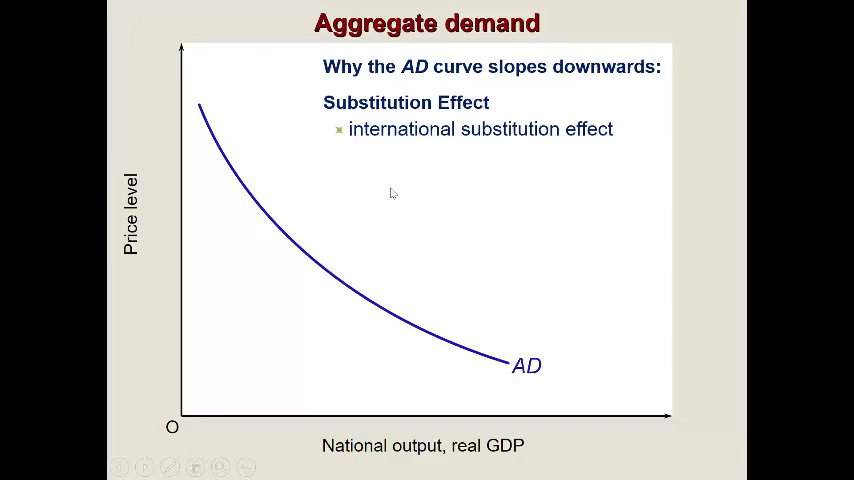 Aggregate demand
Why the AD curve slopes downwards:
Substitution Effect
international substitution effect
Price level
AD
O
National output, real GDP